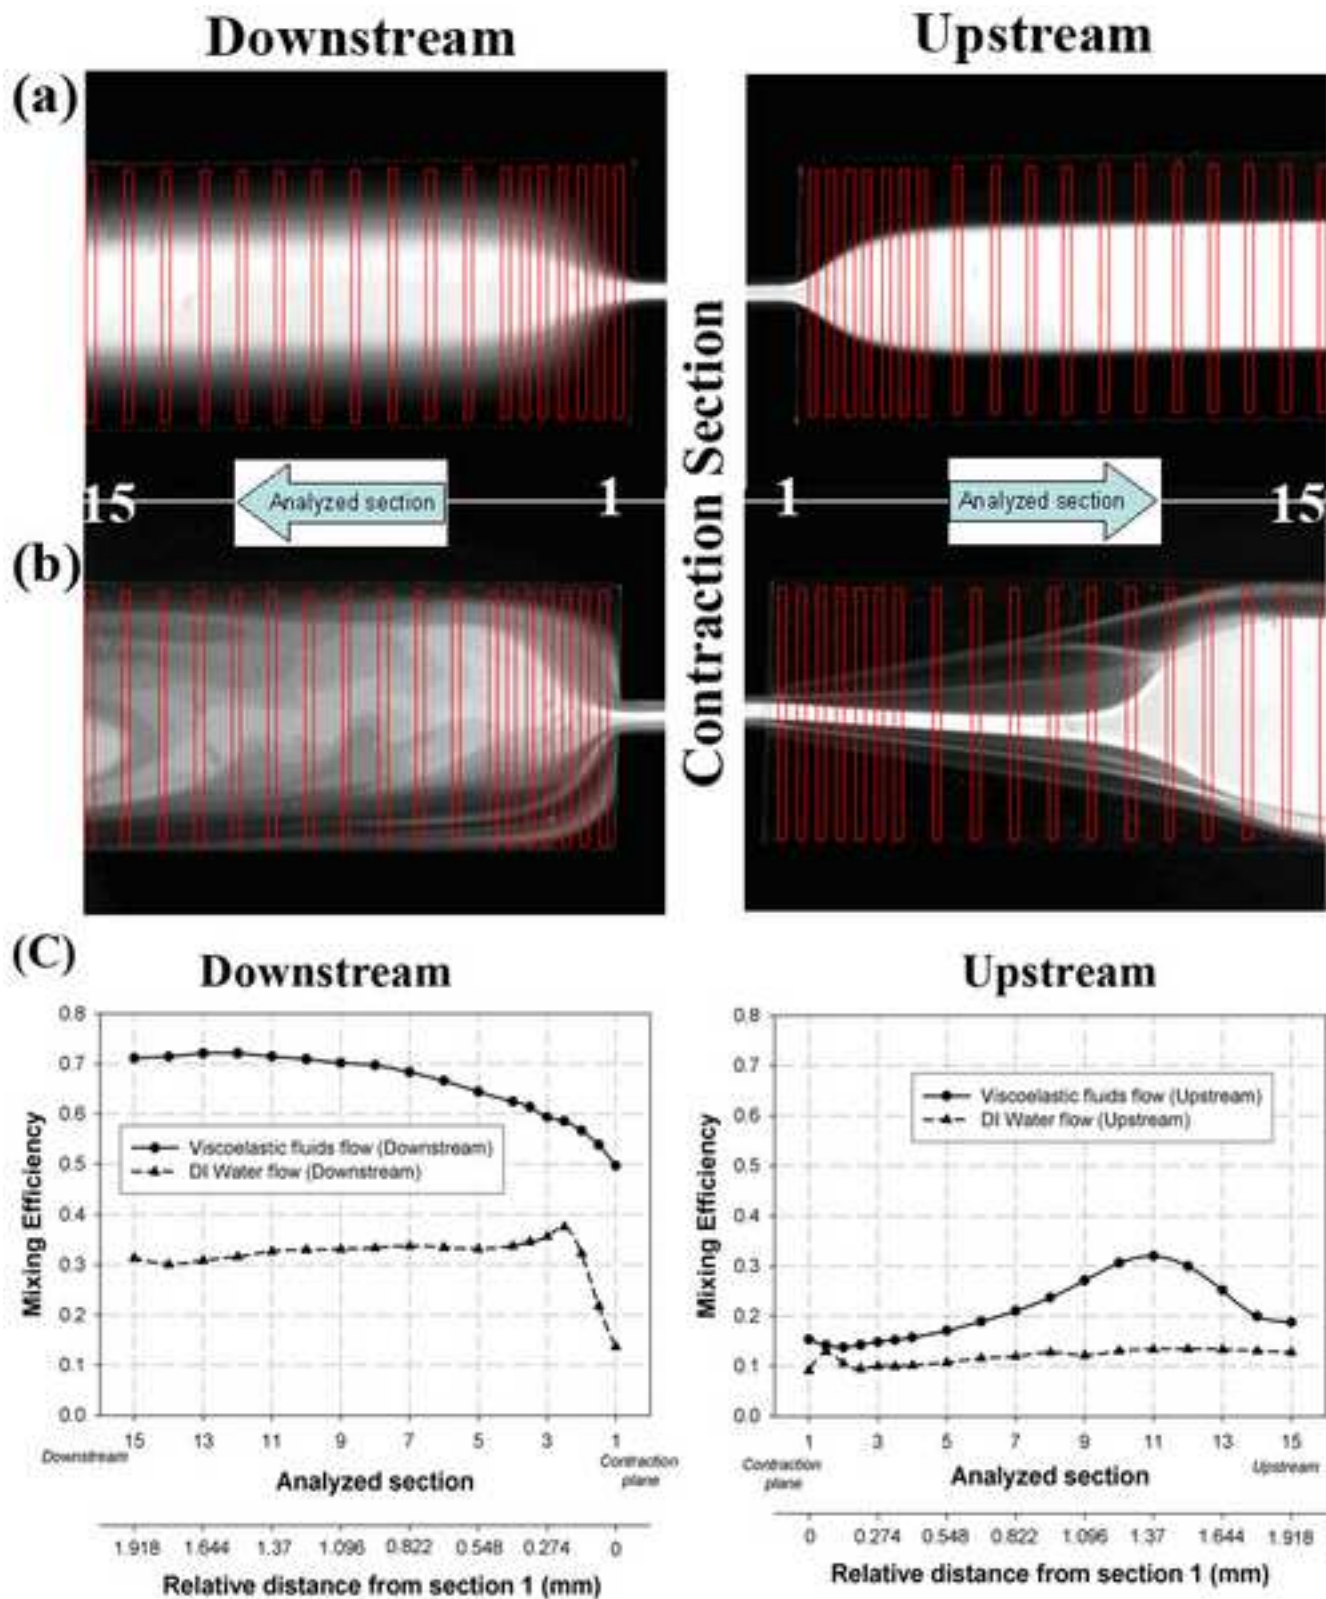 Downstream
Upstream
(a)
Contraction Section
15
Analyzed section
1
1
Analyzed section
15
(b)
(C)
Downstream
Upstream
0.8
0.7
0.6
0.5
0.4
0.3
0.2
0.1
0.0
Mixing Efficiency
Viscoelastic fluids flow (Downstream)
DI Water flow (Downstream)
15 13 11 9 7 5 3 1
Downstream
Contraction
plane
Analyzed section
1.918 1.644 1.37 1.096 0.822 0.548 0.274 0
Relative distance from section 1 (mm)
0.8
0.7
0.6
0.5
0.4
0.3
0.2
0.1
0.0
Mixing Efficiency
Viscoelastic fluids flow (Upstream)
DI Water flow (Upstream)
1 3 5 7 9 11 13 15
Contraction
plane
Upstream
Analyzed section
0 0.274 0.548 0.822 1.096 1.37 1.644 1.918
Relative distance from section 1 (mm)